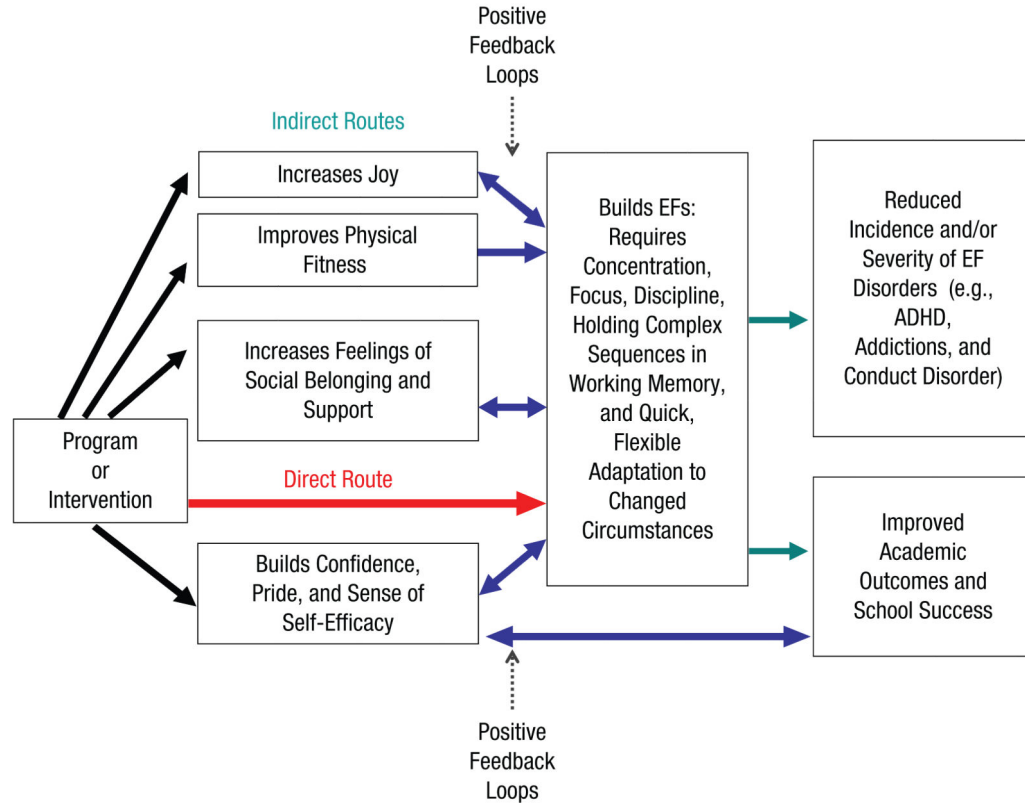 Positive
Feedback
Loops
Indirect Routes
Increases Joy
Improves Physical
Fitness
Increases Feelings of
Social Belonging and
Support
Program
or
Intervention
Direct Route
Builds Confidence,
Pride, and Sense of
Self-Efficacy
Builds EFs:
Requires
Concentration,
Focus, Discipline,
Holding Complex
Sequences in
Working Memory,
and Quick,
Flexible
Adaptation to
Changed
Circumstances
Reduced
Incidence and/or
Severity of EF
Disorders (e.g.,
ADHD,
Addictions, and
Conduct Disorder)
Improved
Academic
Outcomes and
School Success
Positive
Feedback
Loops